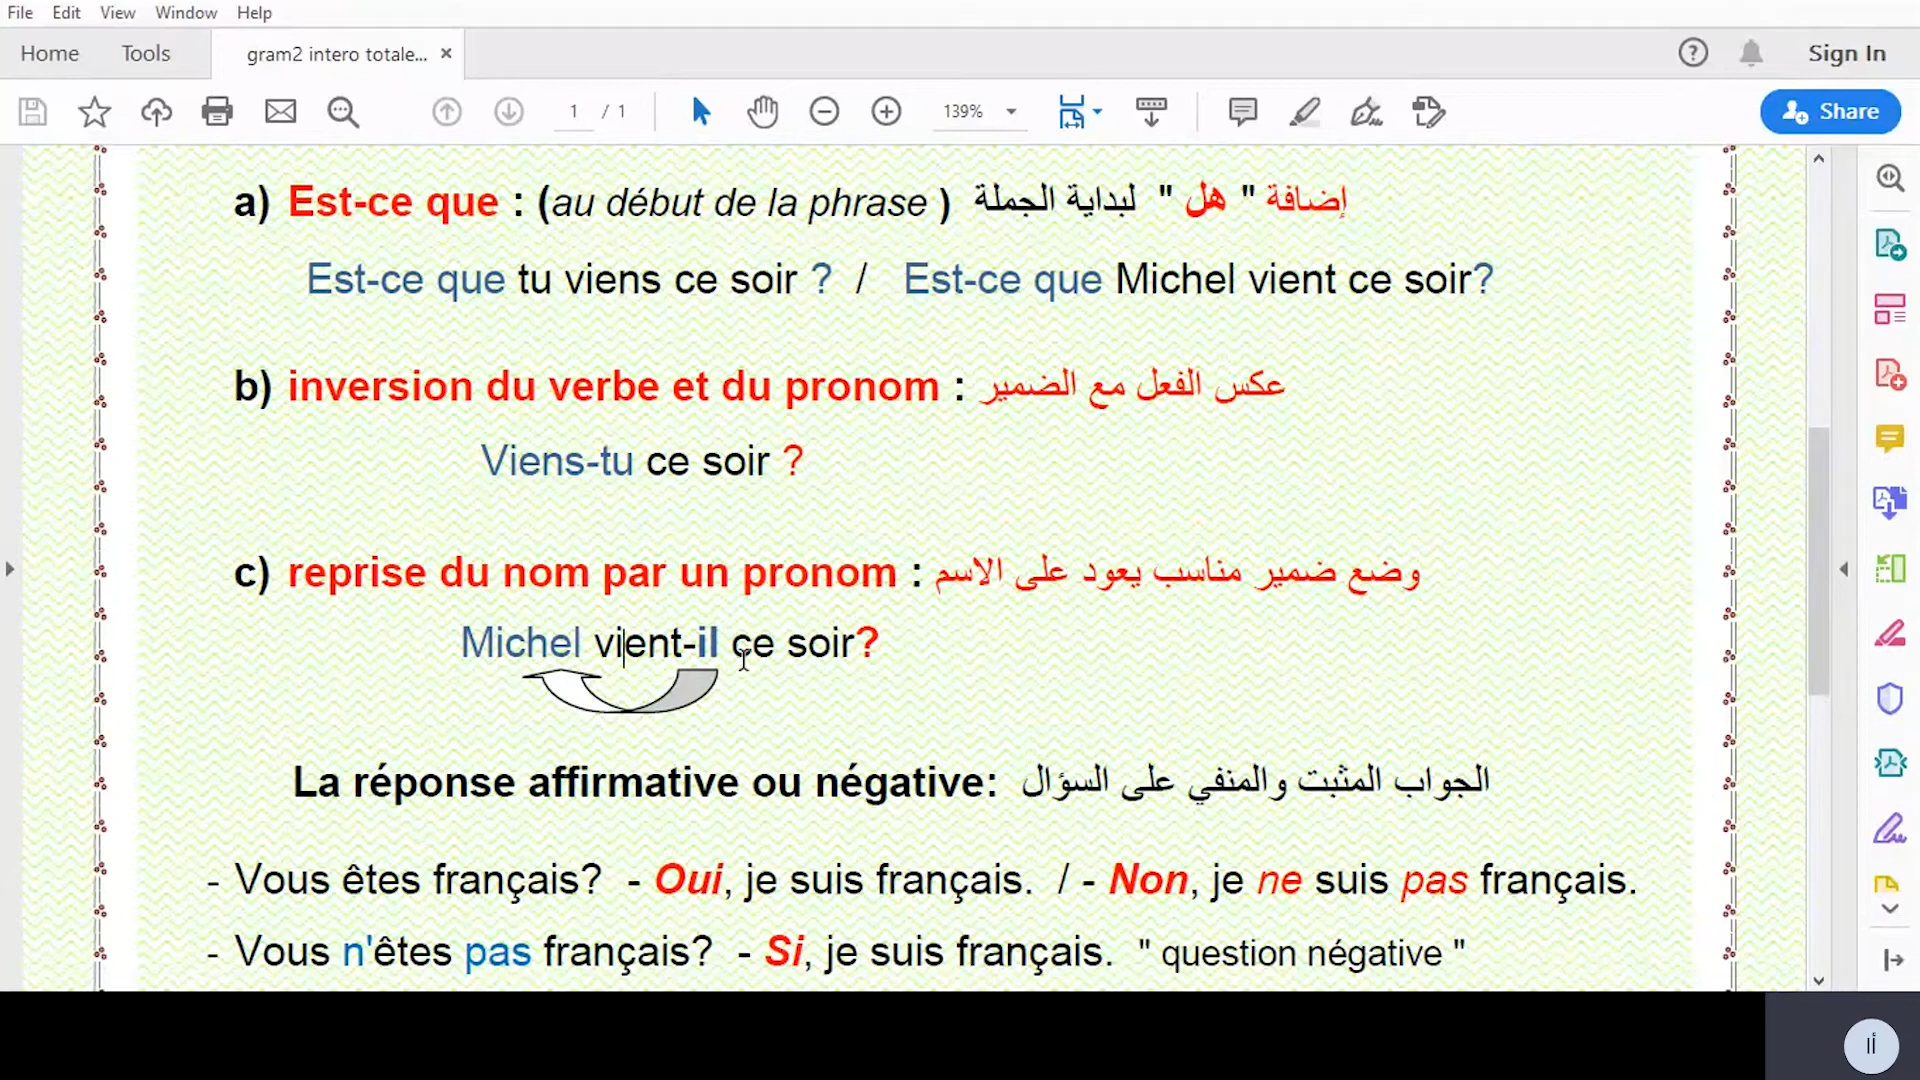 File Edit View Window Help
Home Tools gram2 intero totale... × Sign In
1 / 1 139% Share
a) Est-ce que : (au début de la phrase ) إضافة " هل " لبداية الجملة
Est-ce que tu viens ce soir ? / Est-ce que Michel vient ce soir?
b) inversion du verbe et du pronom : عكس الفعل مع الضمير
Viens-tu ce soir ?
c) reprise du nom par un pronom : وضع ضمير مناسب يعود على الاسم
Michel vient-il ce soir?
La réponse affirmative ou négative: الجواب المثبت والمنفي على السؤال
- Vous êtes français? - Oui, je suis français. / - Non, je ne suis pas français.
- Vous n'êtes pas français? - Si, je suis français. " question négative "
أا